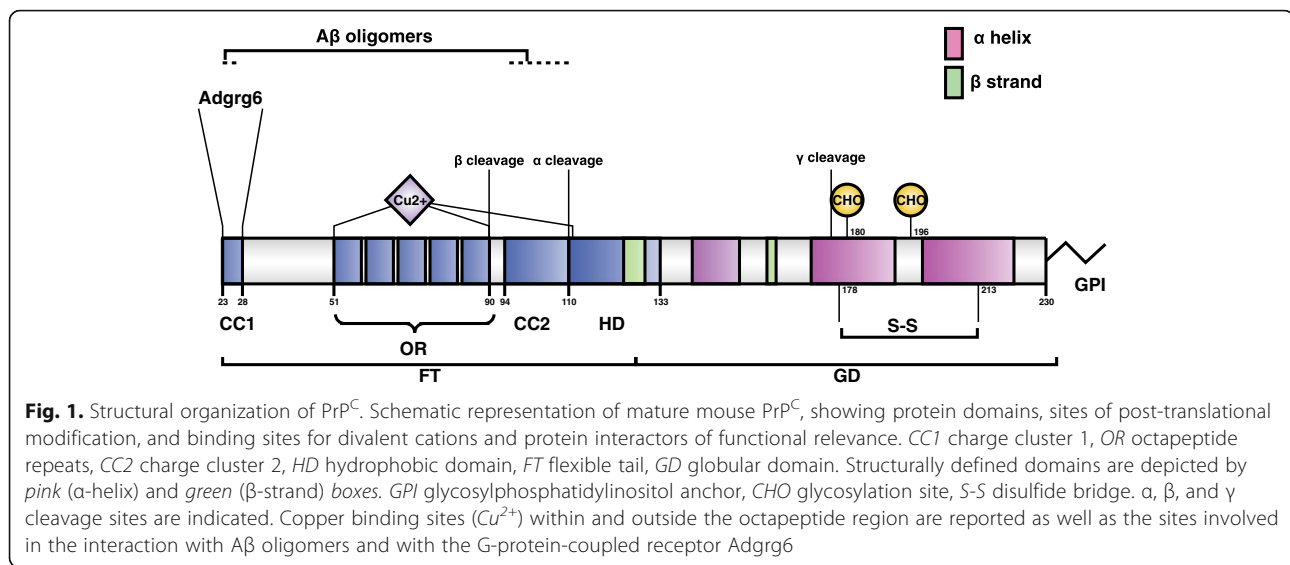 Aβ oligomers
α helix
β strand
Adgrg6
β cleavage α cleavage
γ cleavage
Cu2+
CHO CHO
180 196
23 28 51 90 94 110 133 178 213 230
GPI
CC1 CC2 HD S-S
OR
FT GD
Fig. 1. Structural organization of PrP^C. Schematic representation of mature mouse PrP^C, showing protein domains, sites of post-translational
modification, and binding sites for divalent cations and protein interactors of functional relevance. CC1 charge cluster 1, OR octapeptide
repeats, CC2 charge cluster 2, HD hydrophobic domain, FT flexible tail, GD globular domain. Structurally defined domains are depicted by
pink (α-helix) and green (β-strand) boxes. GPI glycosylphosphatidylinositol anchor, CHO glycosylation site, S-S disulfide bridge. α, β, and γ
cleavage sites are indicated. Copper binding sites (Cu²⁺) within and outside the octapeptide region are reported as well as the sites involved
in the interaction with Aβ oligomers and with the G-protein-coupled receptor Adgrg6